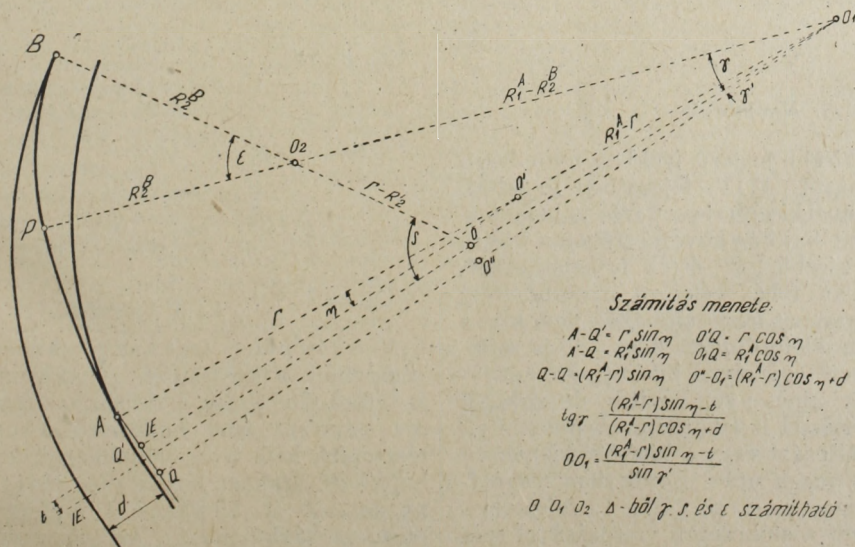 B
R₂ᴮ
ε
O₂
R₁ᴬ-R₂ᴮ
O₁
γ
γ'
R₁ᴬ-r
R₂ᴮ
P
r-R'₂
O'
O
O"
S
r
η
A
IE
Q'
Q
t
IE
d
Számítás menete:
A-Q' = r sin η O'Q = r cos η
A-Q = R₁ᴬ sin η O₁Q = R₁ᴬ cos η
Q-Q = (R₁ᴬ-r) sin η O"-O₁ = (R₁ᴬ-r) cos η + d
tg γ = (R₁ᴬ-r) sin η - t / (R₁ᴬ-r) cos η + d
OO₁ = (R₁ᴬ-r) sin η - t / sin γ'
O O₁ O₂ Δ-ből γ. s. és ε számítható